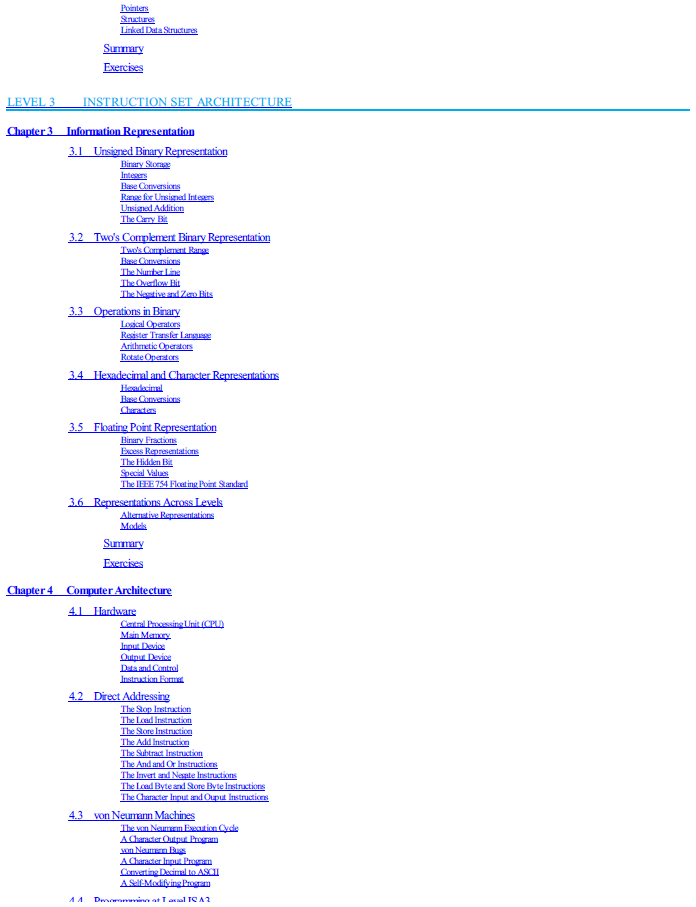 Pointers
Structures
Linked Data Structures
Summary
Exercises
LEVEL 3 INSTRUCTION SET ARCHITECTURE
Chapter 3 Information Representation
3.1 Unsigned Binary Representation
Binary Storage
Integers
Base Conversions
Range for Unsigned Integers
Unsigned Addition
The Carry Bit
3.2 Two's Complement Binary Representation
Two's Complement Range
Base Conversions
The Number Line
The Overflow Bit
The Negative and Zero Bits
3.3 Operations in Binary
Logical Operators
Register Transfer Language
Arithmetic Operators
Rotate Operators
3.4 Hexadecimal and Character Representations
Hexadecimal
Base Conversions
Characters
3.5 Floating Point Representation
Binary Fractions
Excess Representations
The Hidden Bit
Special Values
The IEEE 754 Floating Point Standard
3.6 Representations Across Levels
Alternative Representations
Models
Summary
Exercises
Chapter 4 Computer Architecture
4.1 Hardware
Central Processing Unit (CPU)
Main Memory
Input Device
Output Device
Data and Control
Instruction Format
4.2 Direct Addressing
The Stop Instruction
The Load Instruction
The Store Instruction
The Add Instruction
The Subtract Instruction
The And and Or Instructions
The Invert and Negate Instructions
The Load Byte and Store Byte Instructions
The Character Input and Ouput Instructions
4.3 von Neumann Machines
The von Neumann Execution Cycle
A Character Output Program
von Neumann Bugs
A Character Input Program
Converting Decimal to ASCII
A Self-Modifying Program
4.4 Programming at Level ISA3